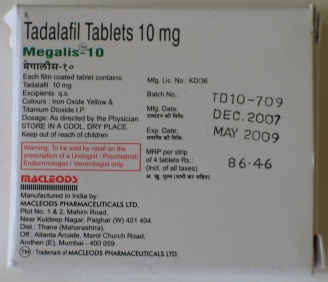 Tadalafil Tablets 10 mg
Megalis™-10
मेगालीस-१०
Each film coated tablet contains:
Tadalafil 10 mg
Excipients q.s.
Colours : Iron Oxide Yellow &
Titanium Dioxide I.P.
Dosage: As directed by the Physician
STORE IN A COOL, DRY PLACE.
Keep out of reach of children
Warning: To be sold by retail on the
prescription of a Urologist / Psychiatrist/
Endocrinologist / Venerologist only.
MACLEODS
Manufactured in India by:
MACLEODS PHARMACEUTICALS LTD.
Plot No. 1 & 2, Mahim Road,
Near Kuldeep Nagar, Palghar (W) 401 404.
Dist : Thane (Maharashtra),
Off : Atlanta Arcade, Marol Church Road,
Andheri (E), Mumbai - 400 059.
TM : Trademark of MACLEODS PHARMACEUTICALS LTD.
Mfg. Lic. No.: KD/36
Batch No.: TD10-709
Mfg. Date: DEC. 2007
उत्पादन की तिथि:
Exp. Date: MAY 2009
समाप्ति की तिथि:
MRP per strip
of 4 tablets Rs.: 86.46
(Incl. of all taxes)